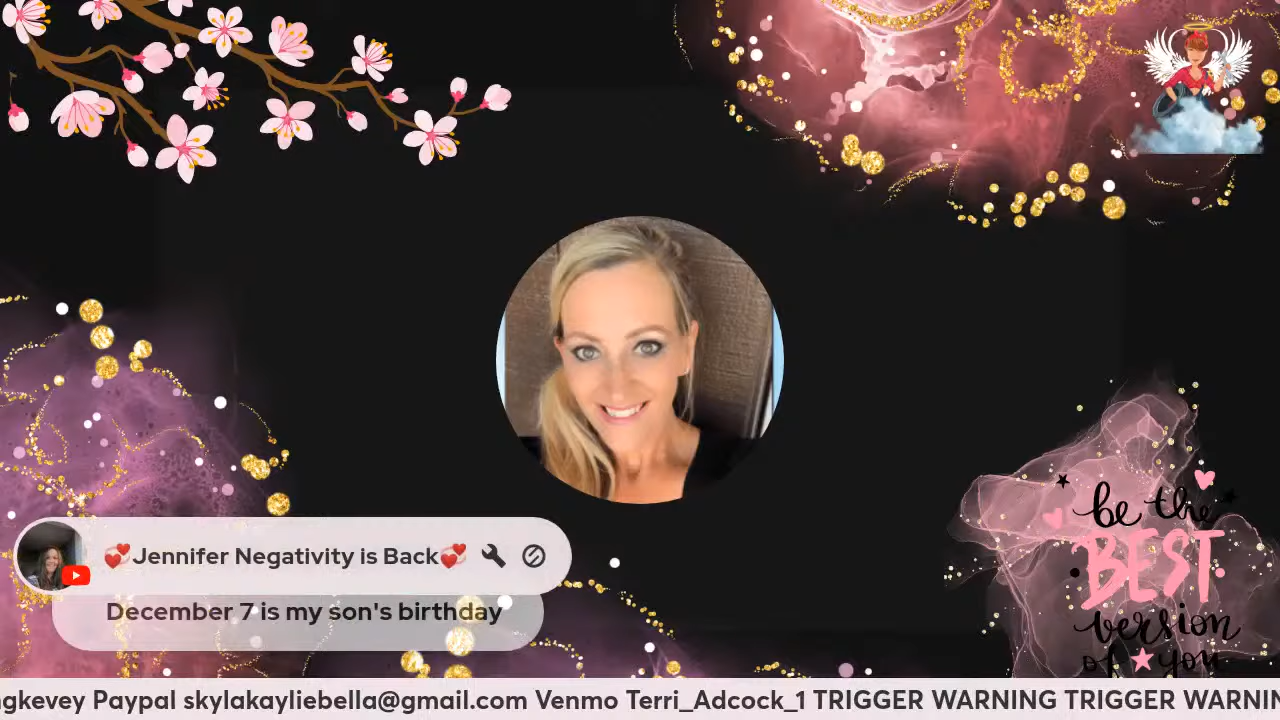 💞Jennifer Negativity is Back💞
December 7 is my son's birthday
be the
BEST
version
of you
gkevey Paypal skylakayliebella@gmail.com Venmo Terri_Adcock_1 TRIGGER WARNING TRIGGER WARNIN